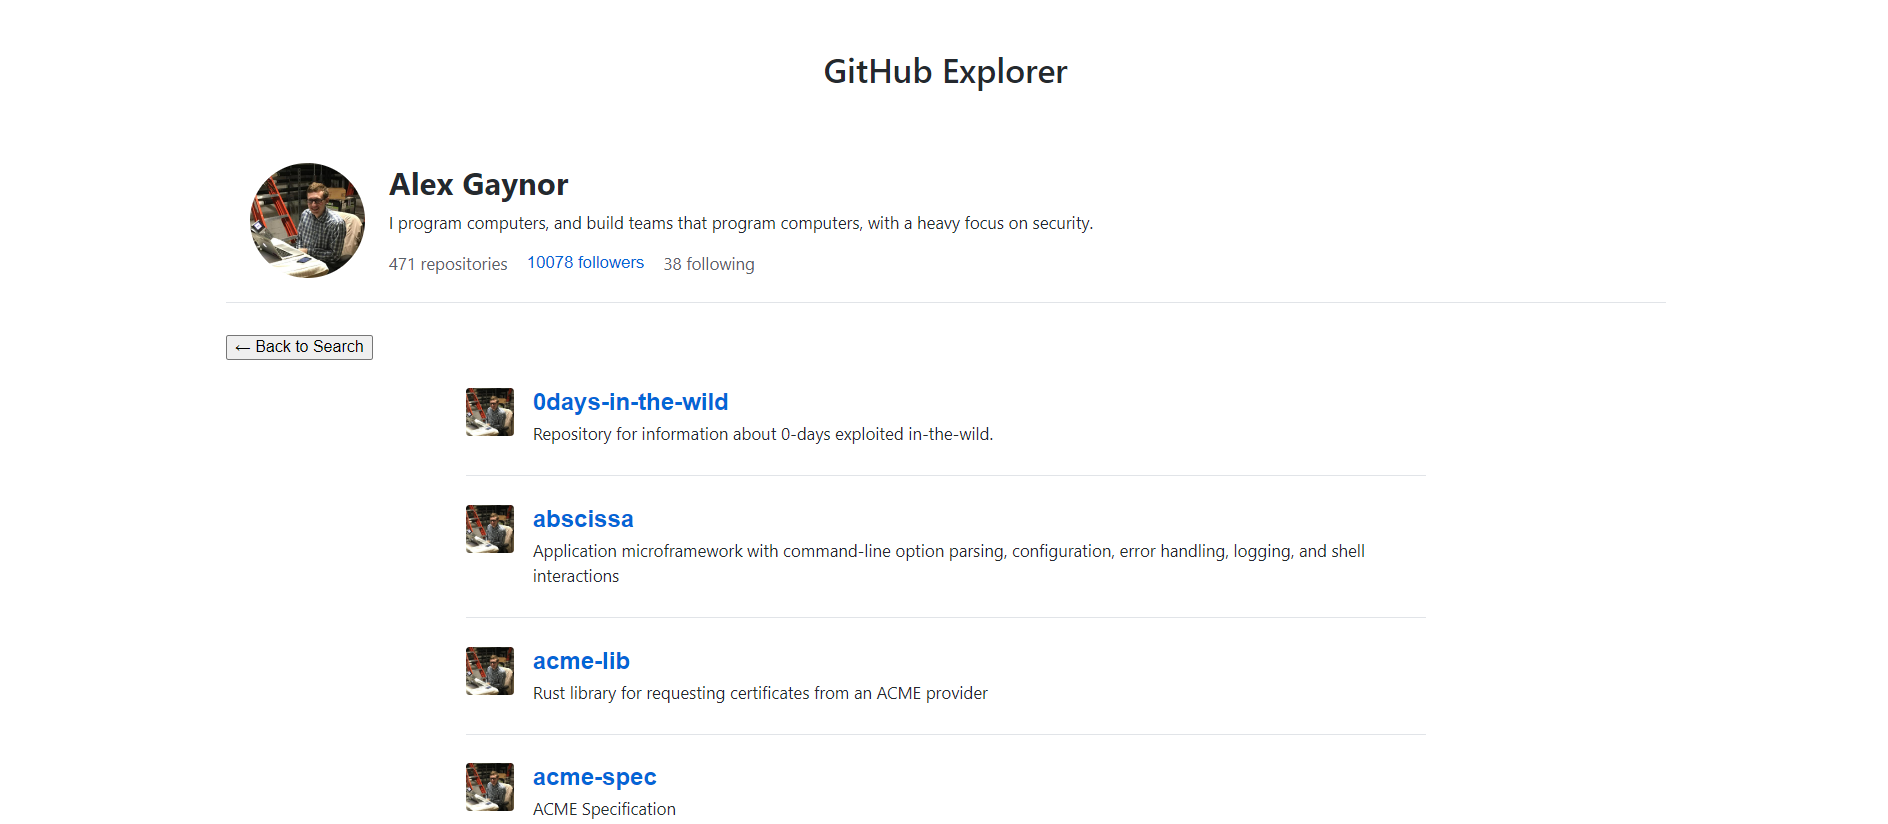 GitHub Explorer
Alex Gaynor
I program computers, and build teams that program computers, with a heavy focus on security.
471 repositories 10078 followers 38 following
← Back to Search
0days-in-the-wild
Repository for information about 0-days exploited in-the-wild.
abscissa
Application microframework with command-line option parsing, configuration, error handling, logging, and shell
interactions
acme-lib
Rust library for requesting certificates from an ACME provider
acme-spec
ACME Specification